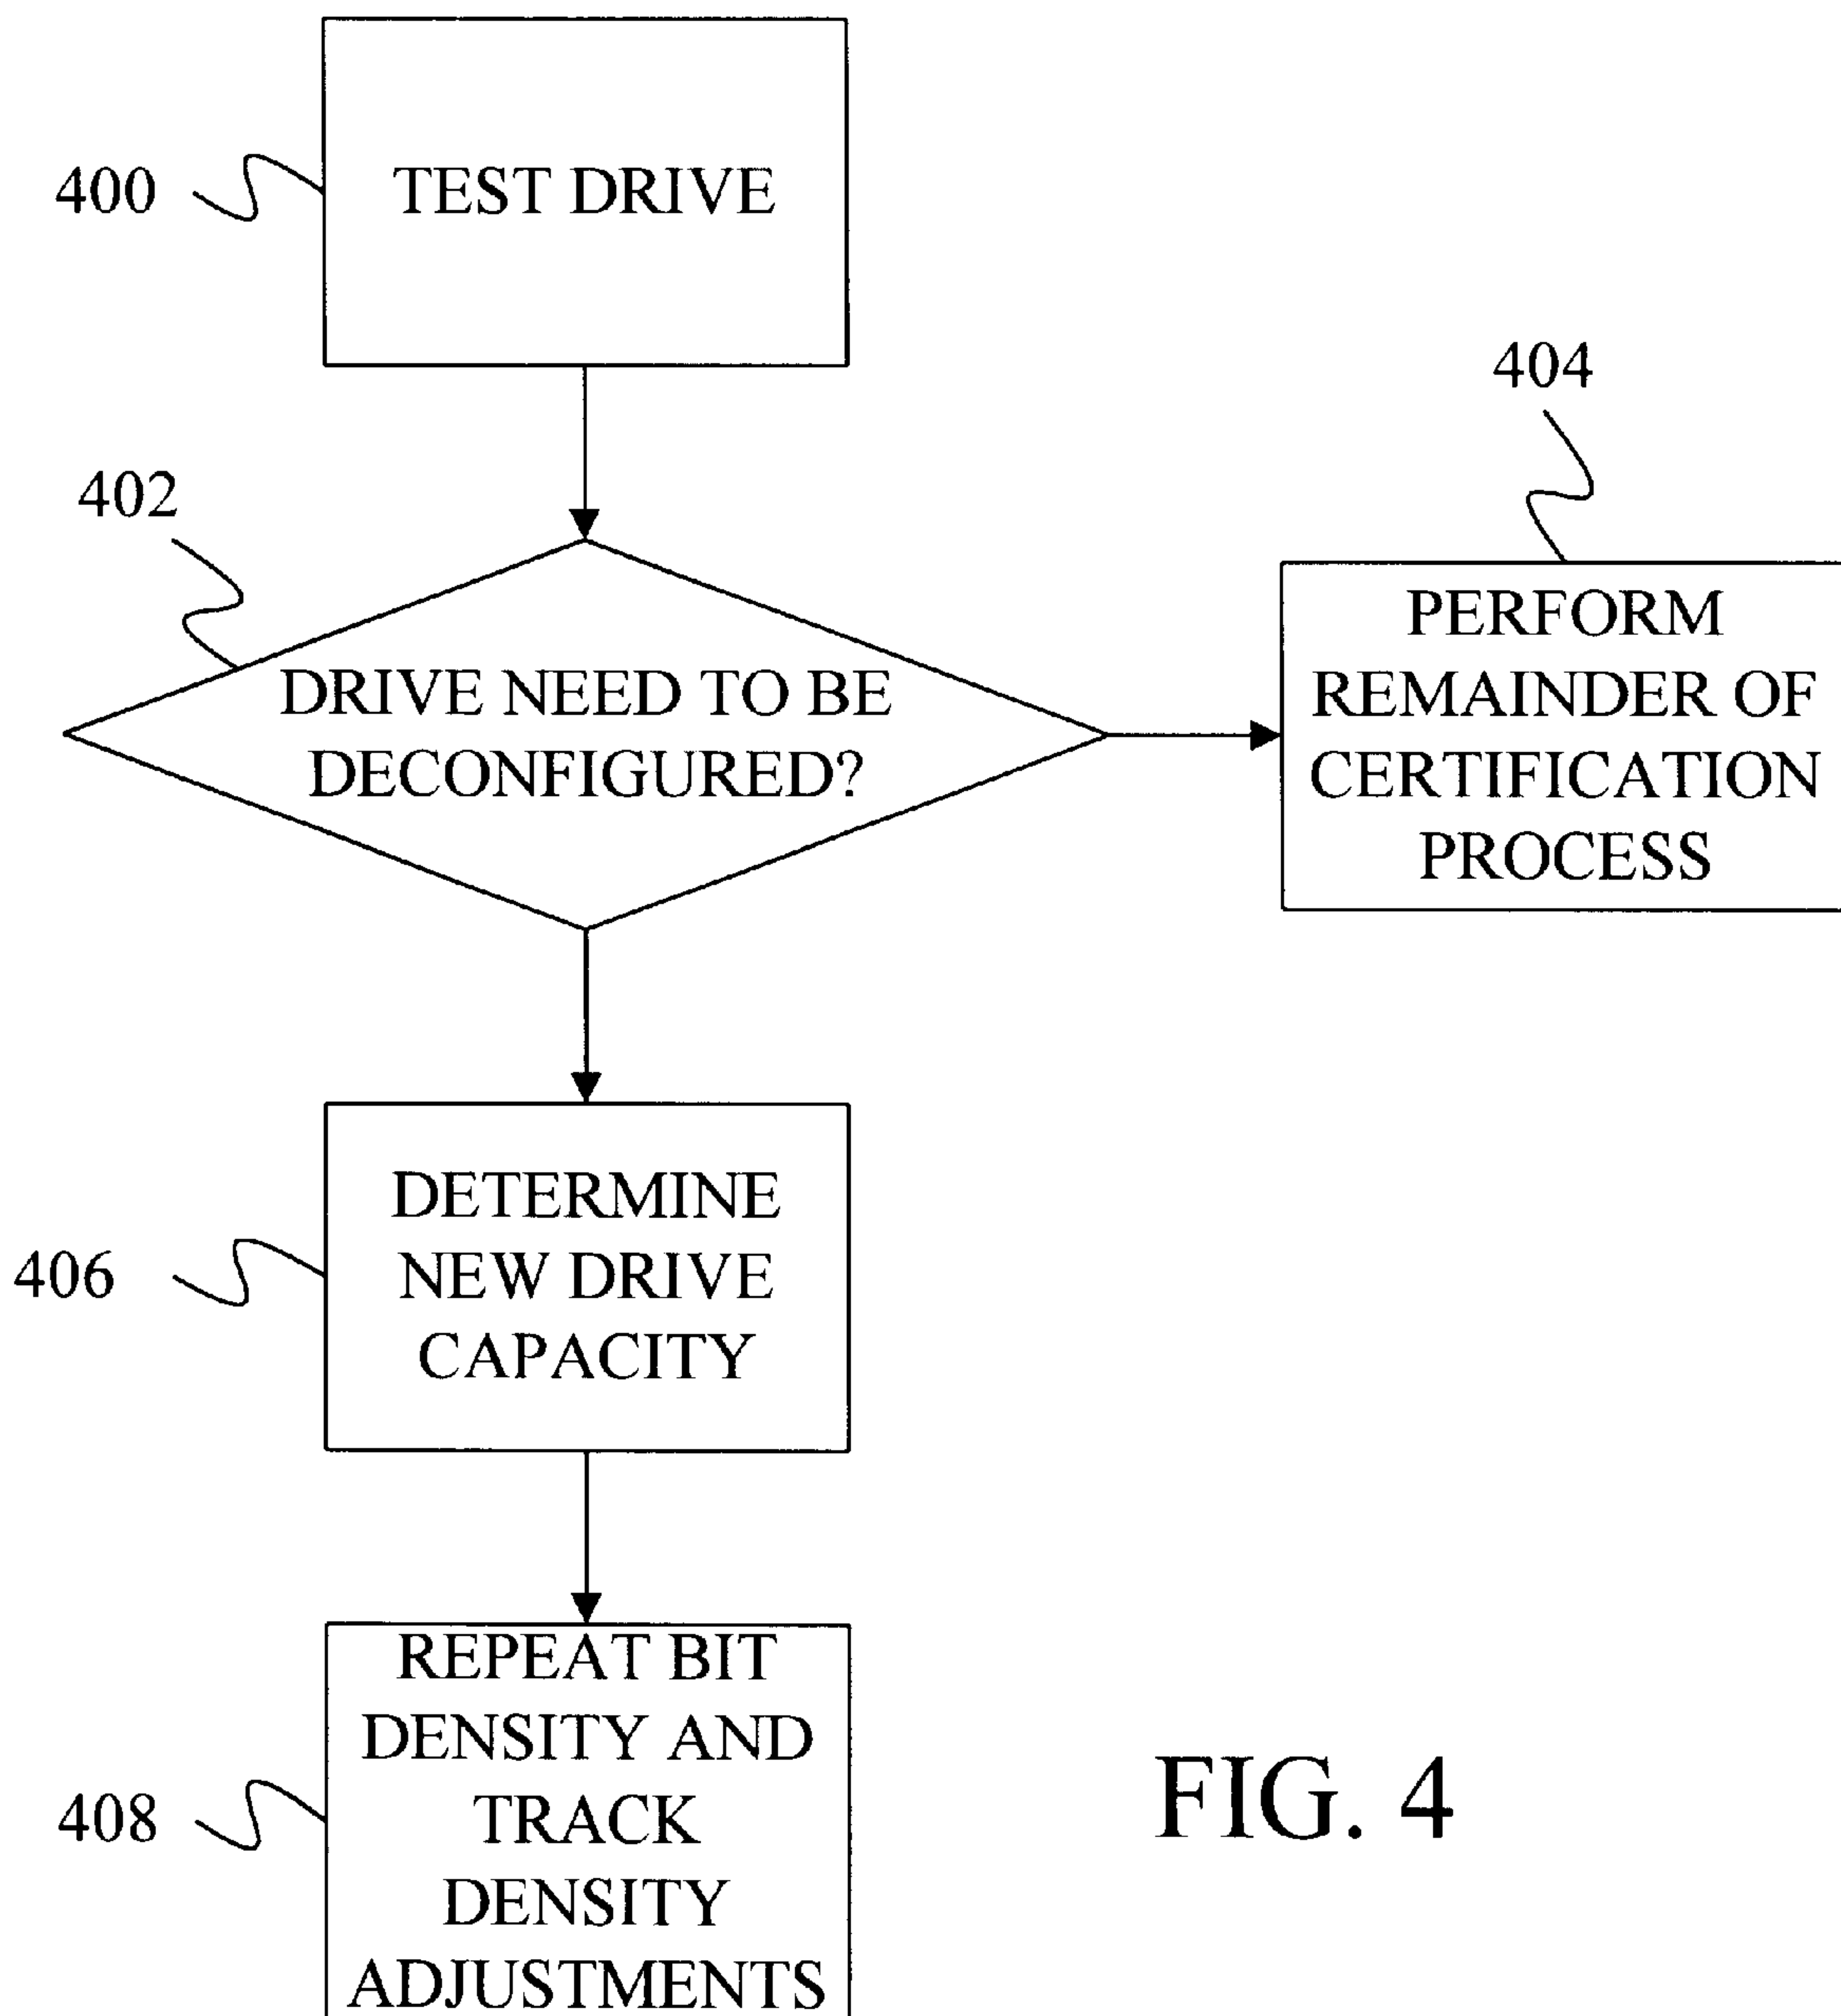 400
TEST DRIVE
402
DRIVE NEED TO BE
DECONFIGURED?
404
PERFORM
REMAINDER OF
CERTIFICATION
PROCESS
406
DETERMINE
NEW DRIVE
CAPACITY
408
REPEAT BIT
DENSITY AND
TRACK
DENSITY
ADJUSTMENTS
FIG. 4